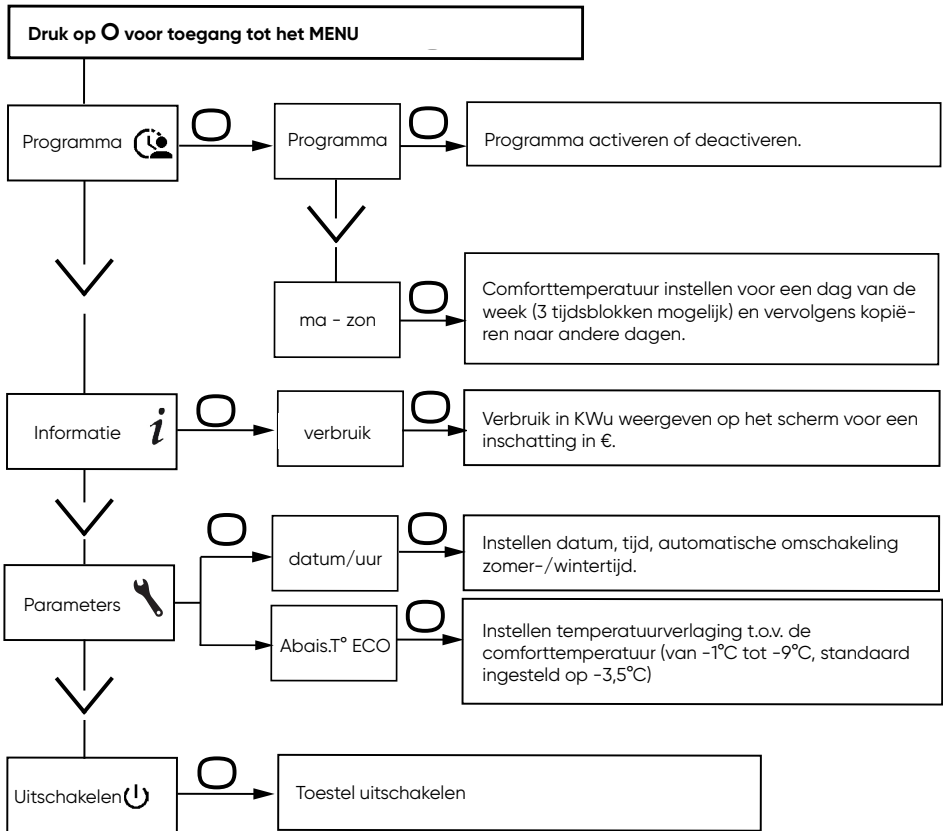 Druk op O voor toegang tot het MENU
Programma
Programma
Programma activeren of deactiveren.
ma - zon
Comforttemperatuur instellen voor een dag van de
week (3 tijdsblokken mogelijk) en vervolgens kopië-
ren naar andere dagen.
Informatie i
verbruik
Verbruik in KWu weergeven op het scherm voor een
inschatting in €.
Parameters
datum/uur
Instellen datum, tijd, automatische omschakeling
zomer-/wintertijd.
Abais.T° ECO
Instellen temperatuurverlaging t.o.v. de
comforttemperatuur (van -1°C tot -9°C, standaard
ingesteld op -3,5°C)
Uitschakelen
Toestel uitschakelen